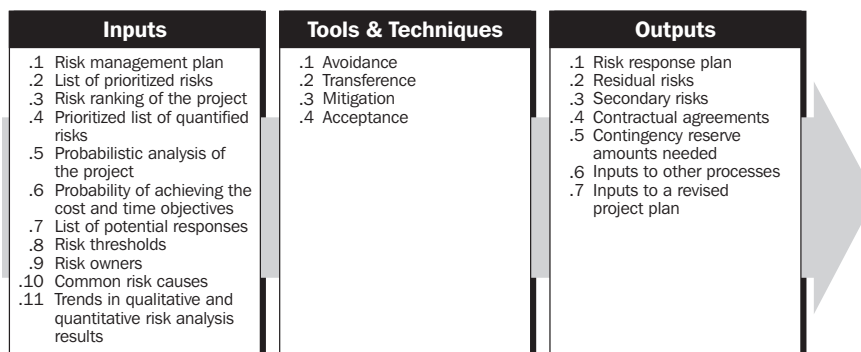 Inputs
.1 Risk management plan
.2 List of prioritized risks
.3 Risk ranking of the project
.4 Prioritized list of quantified
risks
.5 Probabilistic analysis of
the project
.6 Probability of achieving the
cost and time objectives
.7 List of potential responses
.8 Risk thresholds
.9 Risk owners
.10 Common risk causes
.11 Trends in qualitative and
quantitative risk analysis
results
Tools & Techniques
.1 Avoidance
.2 Transference
.3 Mitigation
.4 Acceptance
Outputs
.1 Risk response plan
.2 Residual risks
.3 Secondary risks
.4 Contractual agreements
.5 Contingency reserve
amounts needed
.6 Inputs to other processes
.7 Inputs to a revised
project plan